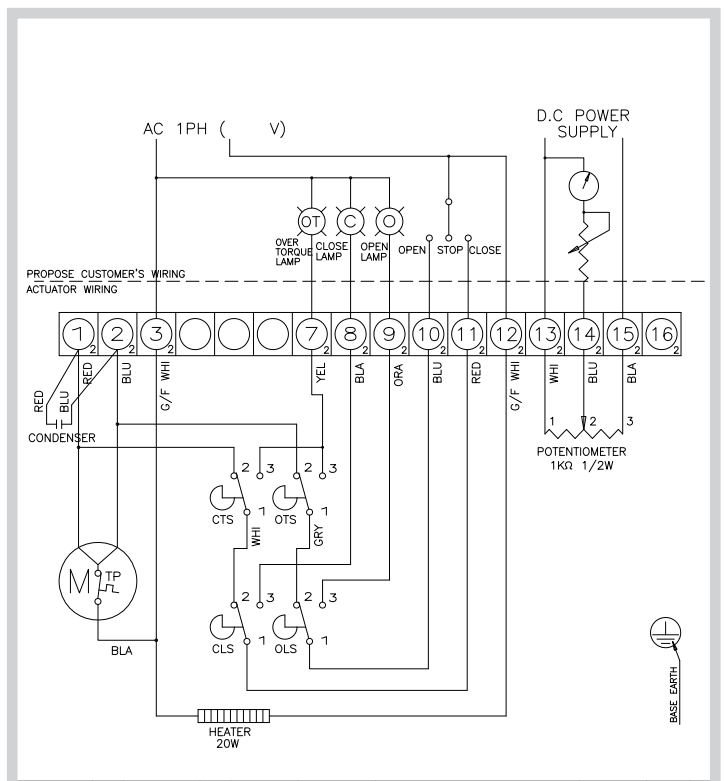 AC 1PH ( V)
D.C POWER
SUPPLY
OT
C
O
OVER
TORQUE
LAMP
CLOSE
LAMP
OPEN
LAMP
OPEN
STOP
CLOSE
PROPOSE CUSTOMER'S WIRING
ACTUATOR WIRING
1 2 3 7 8 9 10 11 12 13 14 15 16
2 2 2 2 2 2 2 2 2 2 2 2 2
RED
BLU
G/F WHI
YEL
BLA
ORA
BLU
RED
G/F WHI
WHI
BLU
BLA
RED
BLU
CONDENSER
1 2 3
POTENTIOMETER
1KΩ 1/2W
2 3 2 3
CTS
1
OTS
1
WHI
GRY
M
TP
2 3 2 3
CLS
1
OLS
1
BLA
HEATER
20W
BASE EARTH